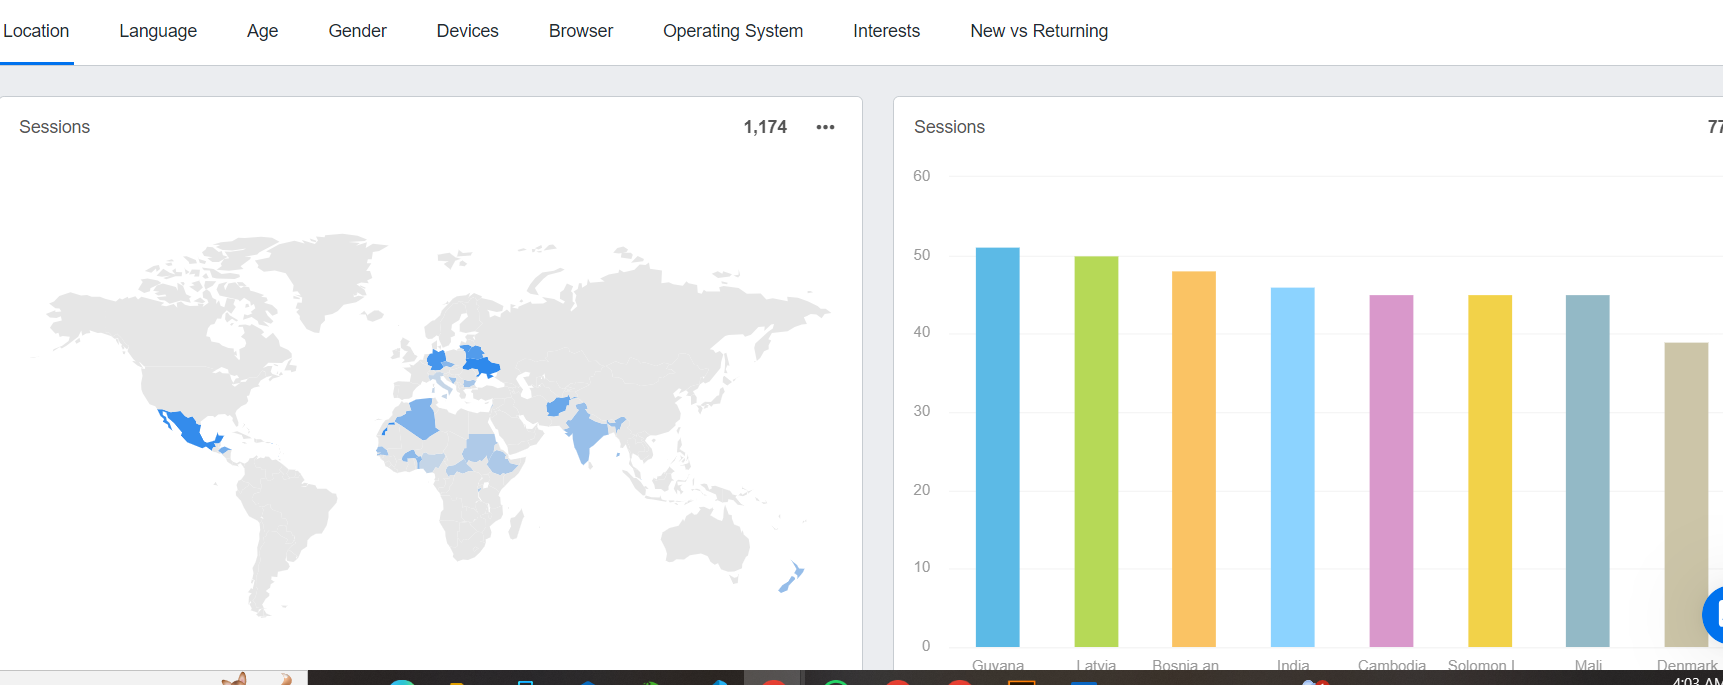 Location Language Age Gender Devices Browser Operating System Interests New vs Returning
Sessions 1,174
Sessions 77
60
50
40
30
20
10
0
Guyana Latvia Bosnia an India Cambodia Solomon I Mali Denmark
4:03 AM